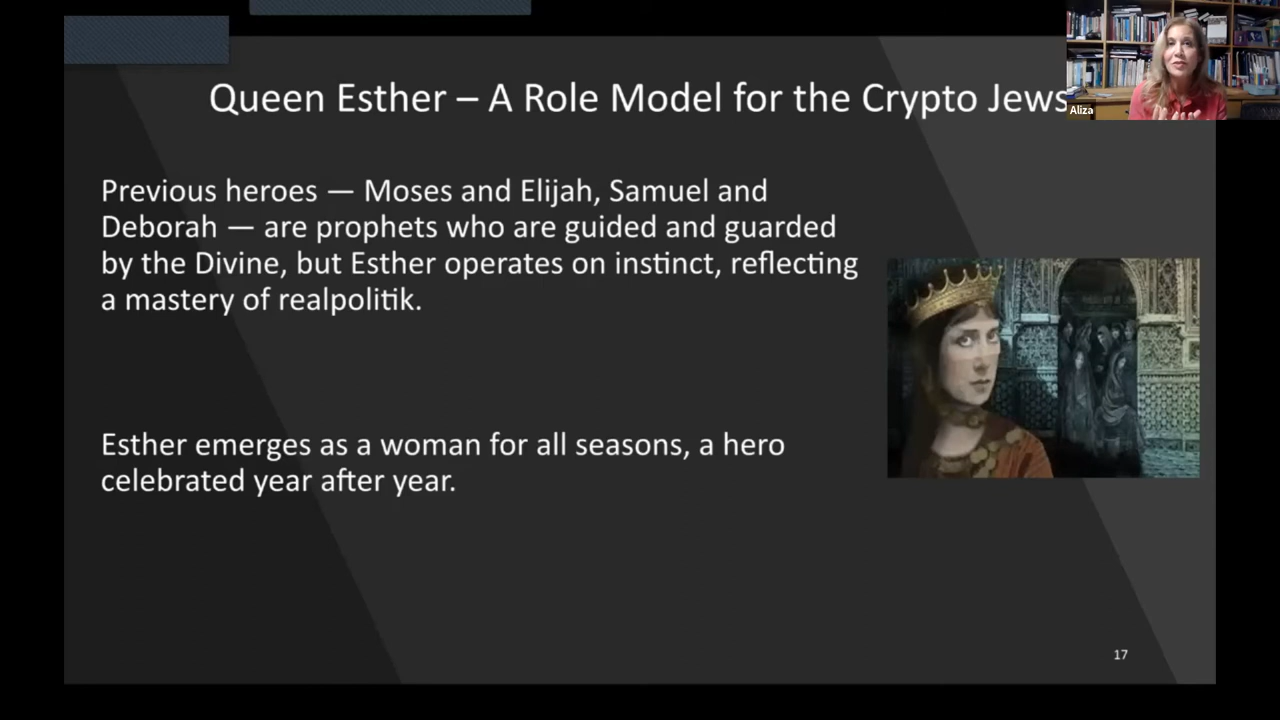 Queen Esther – A Role Model for the Crypto Jews
Aliza
Previous heroes — Moses and Elijah, Samuel and
Deborah — are prophets who are guided and guarded
by the Divine, but Esther operates on instinct, reflecting
a mastery of realpolitik.
Esther emerges as a woman for all seasons, a hero
celebrated year after year.
17